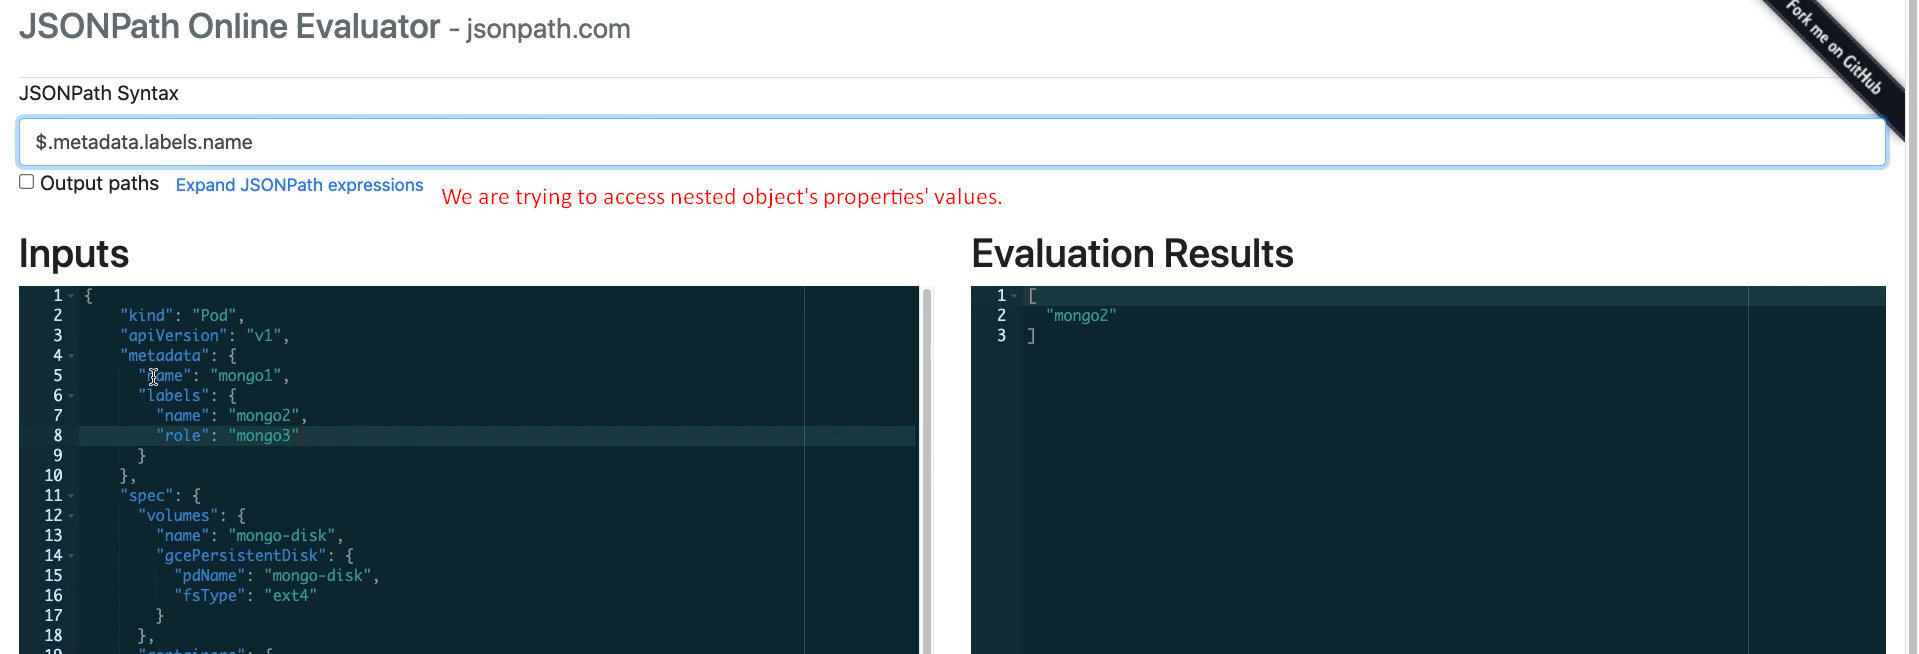 JSONPath Online Evaluator - jsonpath.com
Fork me on GitHub
JSONPath Syntax
$.metadata.labels.name
Output paths Expand JSONPath expressions
We are trying to access nested object's properties' values.
Inputs
1 {
2 "kind": "Pod",
3 "apiVersion": "v1",
4 "metadata": {
5 "name": "mongo1",
6 "labels": {
7 "name": "mongo2",
8 "role": "mongo3"
9 }
10 },
11 "spec": {
12 "volumes": {
13 "name": "mongo-disk",
14 "gcePersistentDisk": {
15 "pdName": "mongo-disk",
16 "fsType": "ext4"
17 }
18 },
19 "containers": {
Evaluation Results
1 [
2 "mongo2"
3 ]